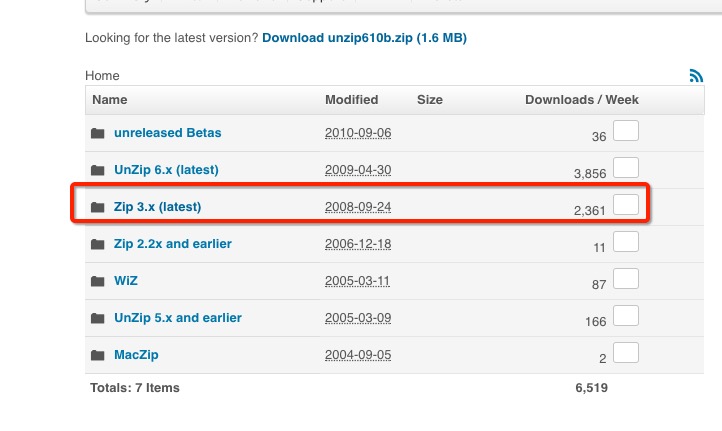 Looking for the latest version? Download unzip610b.zip (1.6 MB)
Home
Name Modified Size Downloads / Week
unreleased Betas 2010-09-06 36
UnZip 6.x (latest) 2009-04-30 3,856
Zip 3.x (latest) 2008-09-24 2,361
Zip 2.2x and earlier 2006-12-18 11
WiZ 2005-03-11 87
UnZip 5.x and earlier 2005-03-09 166
MacZip 2004-09-05 2
Totals: 7 Items 6,519